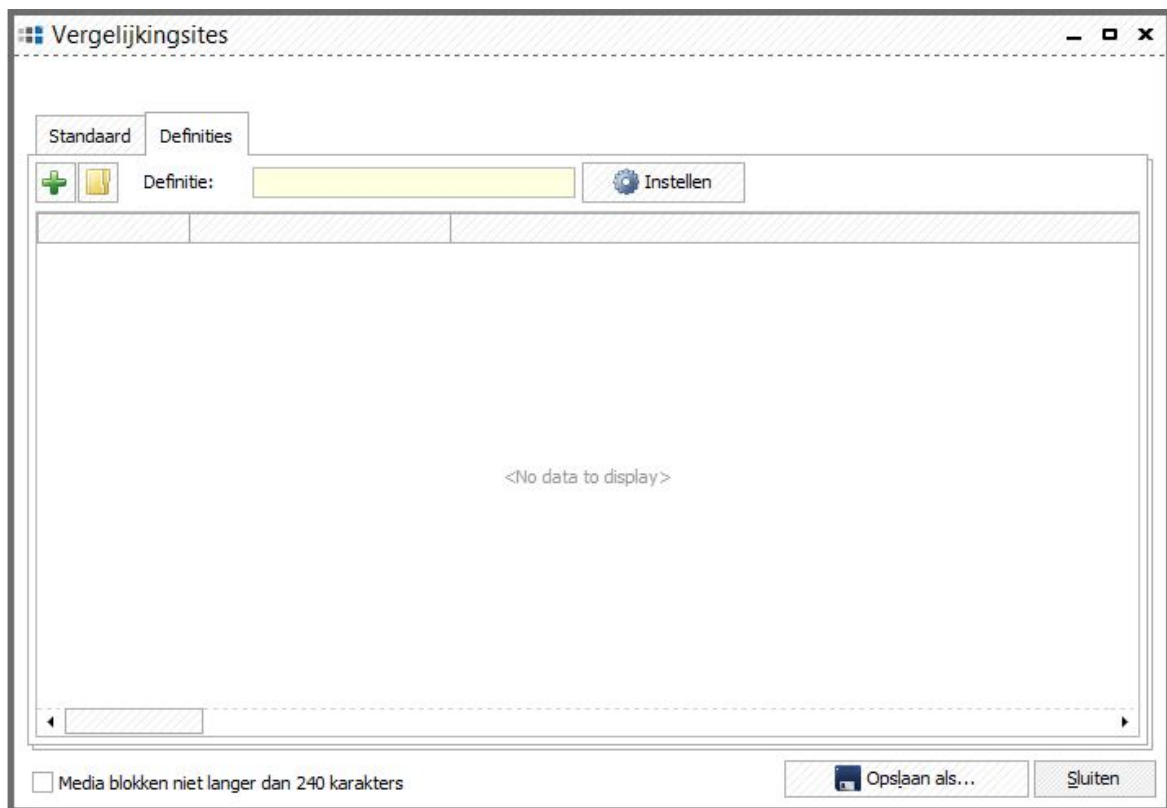 Vergelijkingsites
Standaard Definities
Definitie: Instellen
<No data to display>
Media blokken niet langer dan 240 karakters Opslaan als... Sluiten